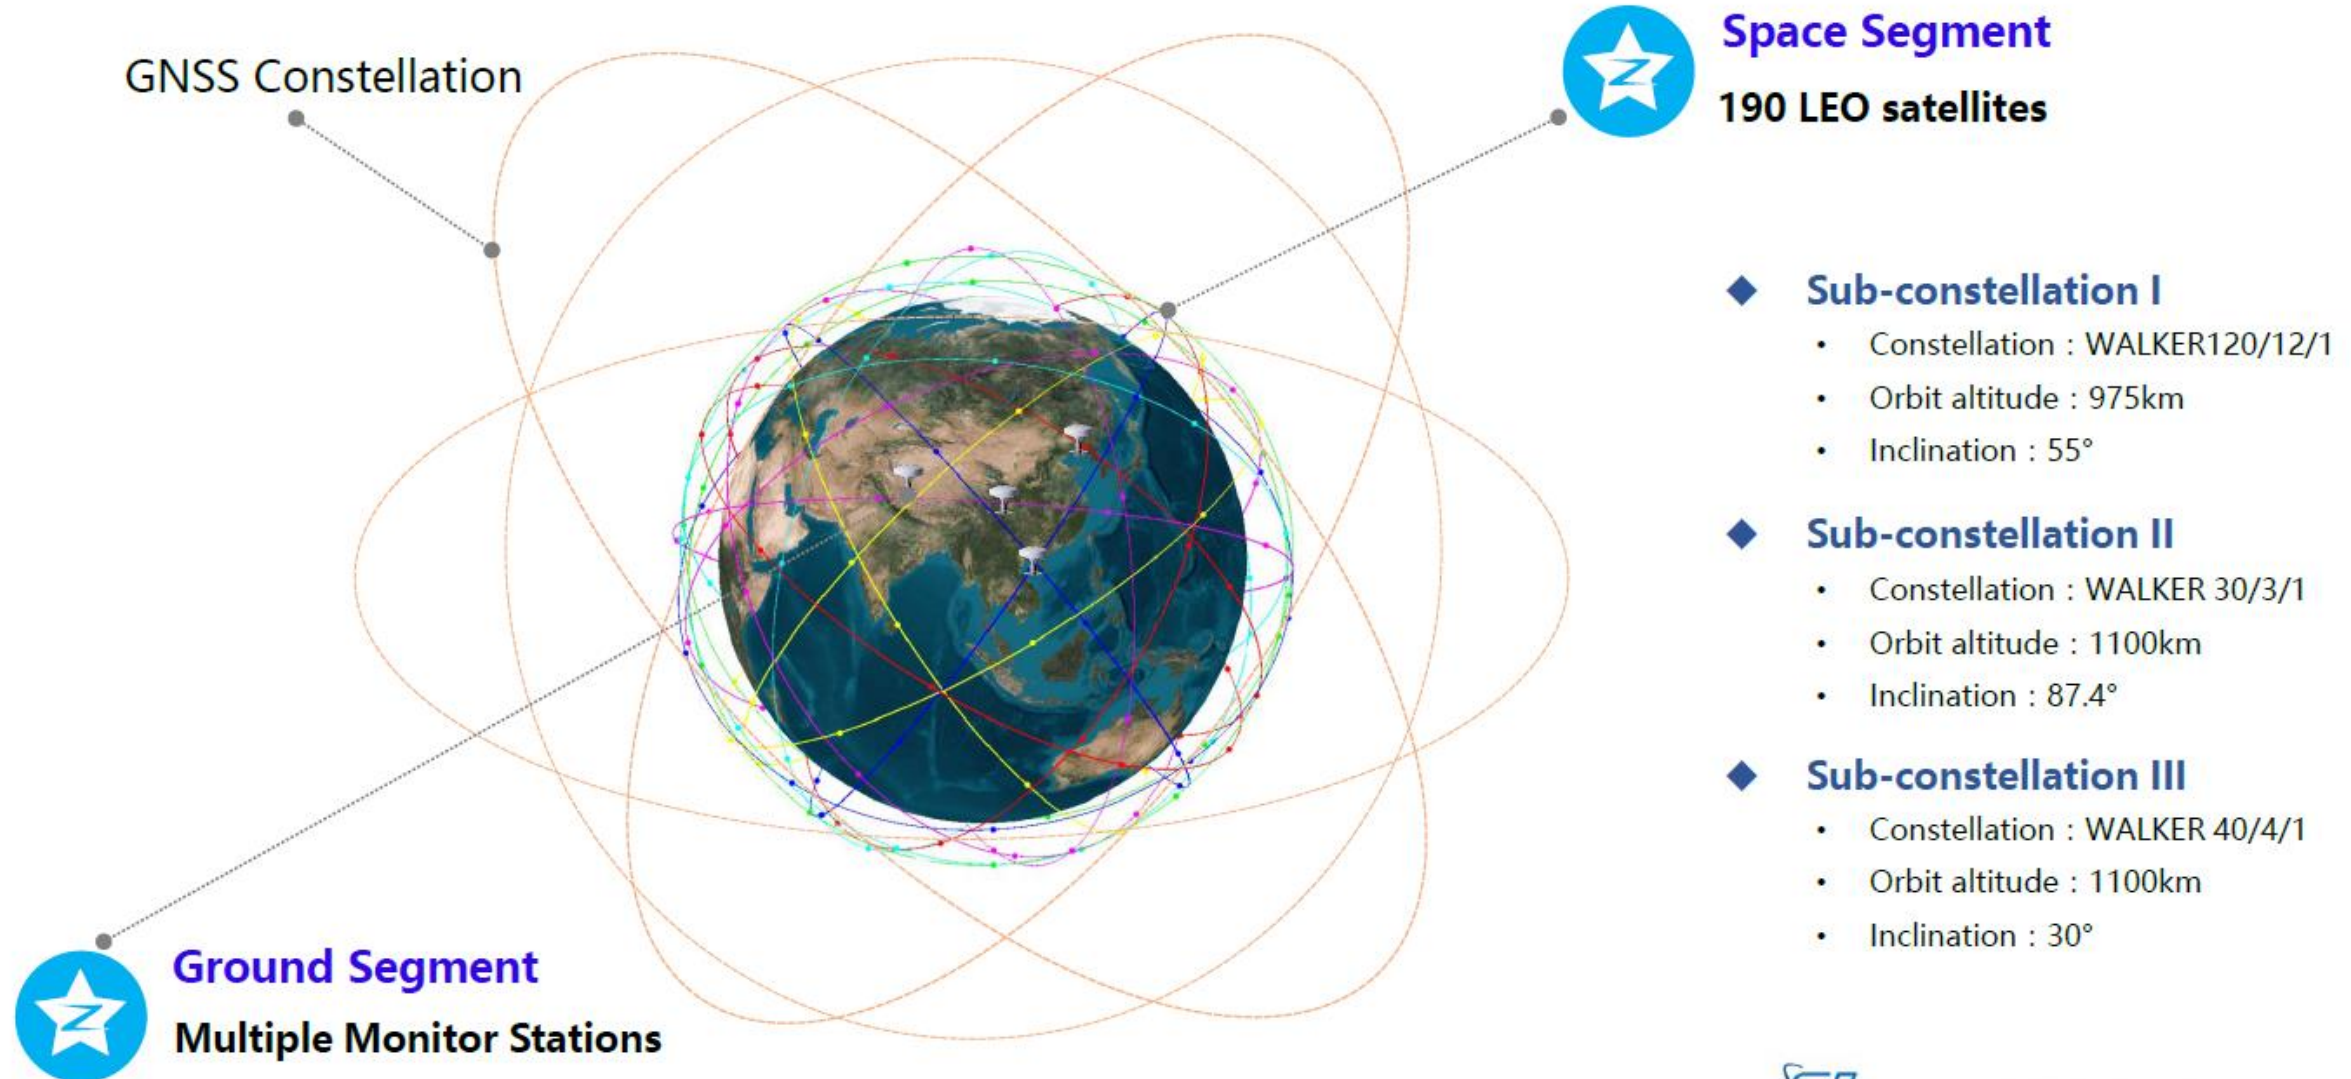 GNSS Constellation
Space Segment
190 LEO satellites
◆ Sub-constellation I
• Constellation：WALKER120/12/1
• Orbit altitude：975km
• Inclination：55°
◆ Sub-constellation II
• Constellation：WALKER 30/3/1
• Orbit altitude：1100km
• Inclination：87.4°
◆ Sub-constellation III
• Constellation：WALKER 40/4/1
• Orbit altitude：1100km
• Inclination：30°
Ground Segment
Multiple Monitor Stations